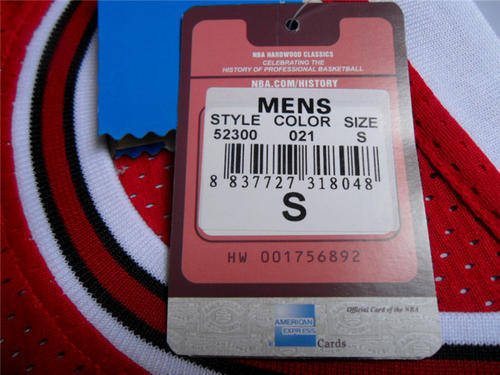 NBA HARDWOOD CLASSICS
CELEBRATING THE
HISTORY OF PROFESSIONAL BASKETBALL
NBA.COM/HISTORY
MENS
STYLE COLOR SIZE
52300 021 S
8 837727 318048
S
HW 001756892
Official Card of the NBA
AMERICAN
EXPRESS
Cards